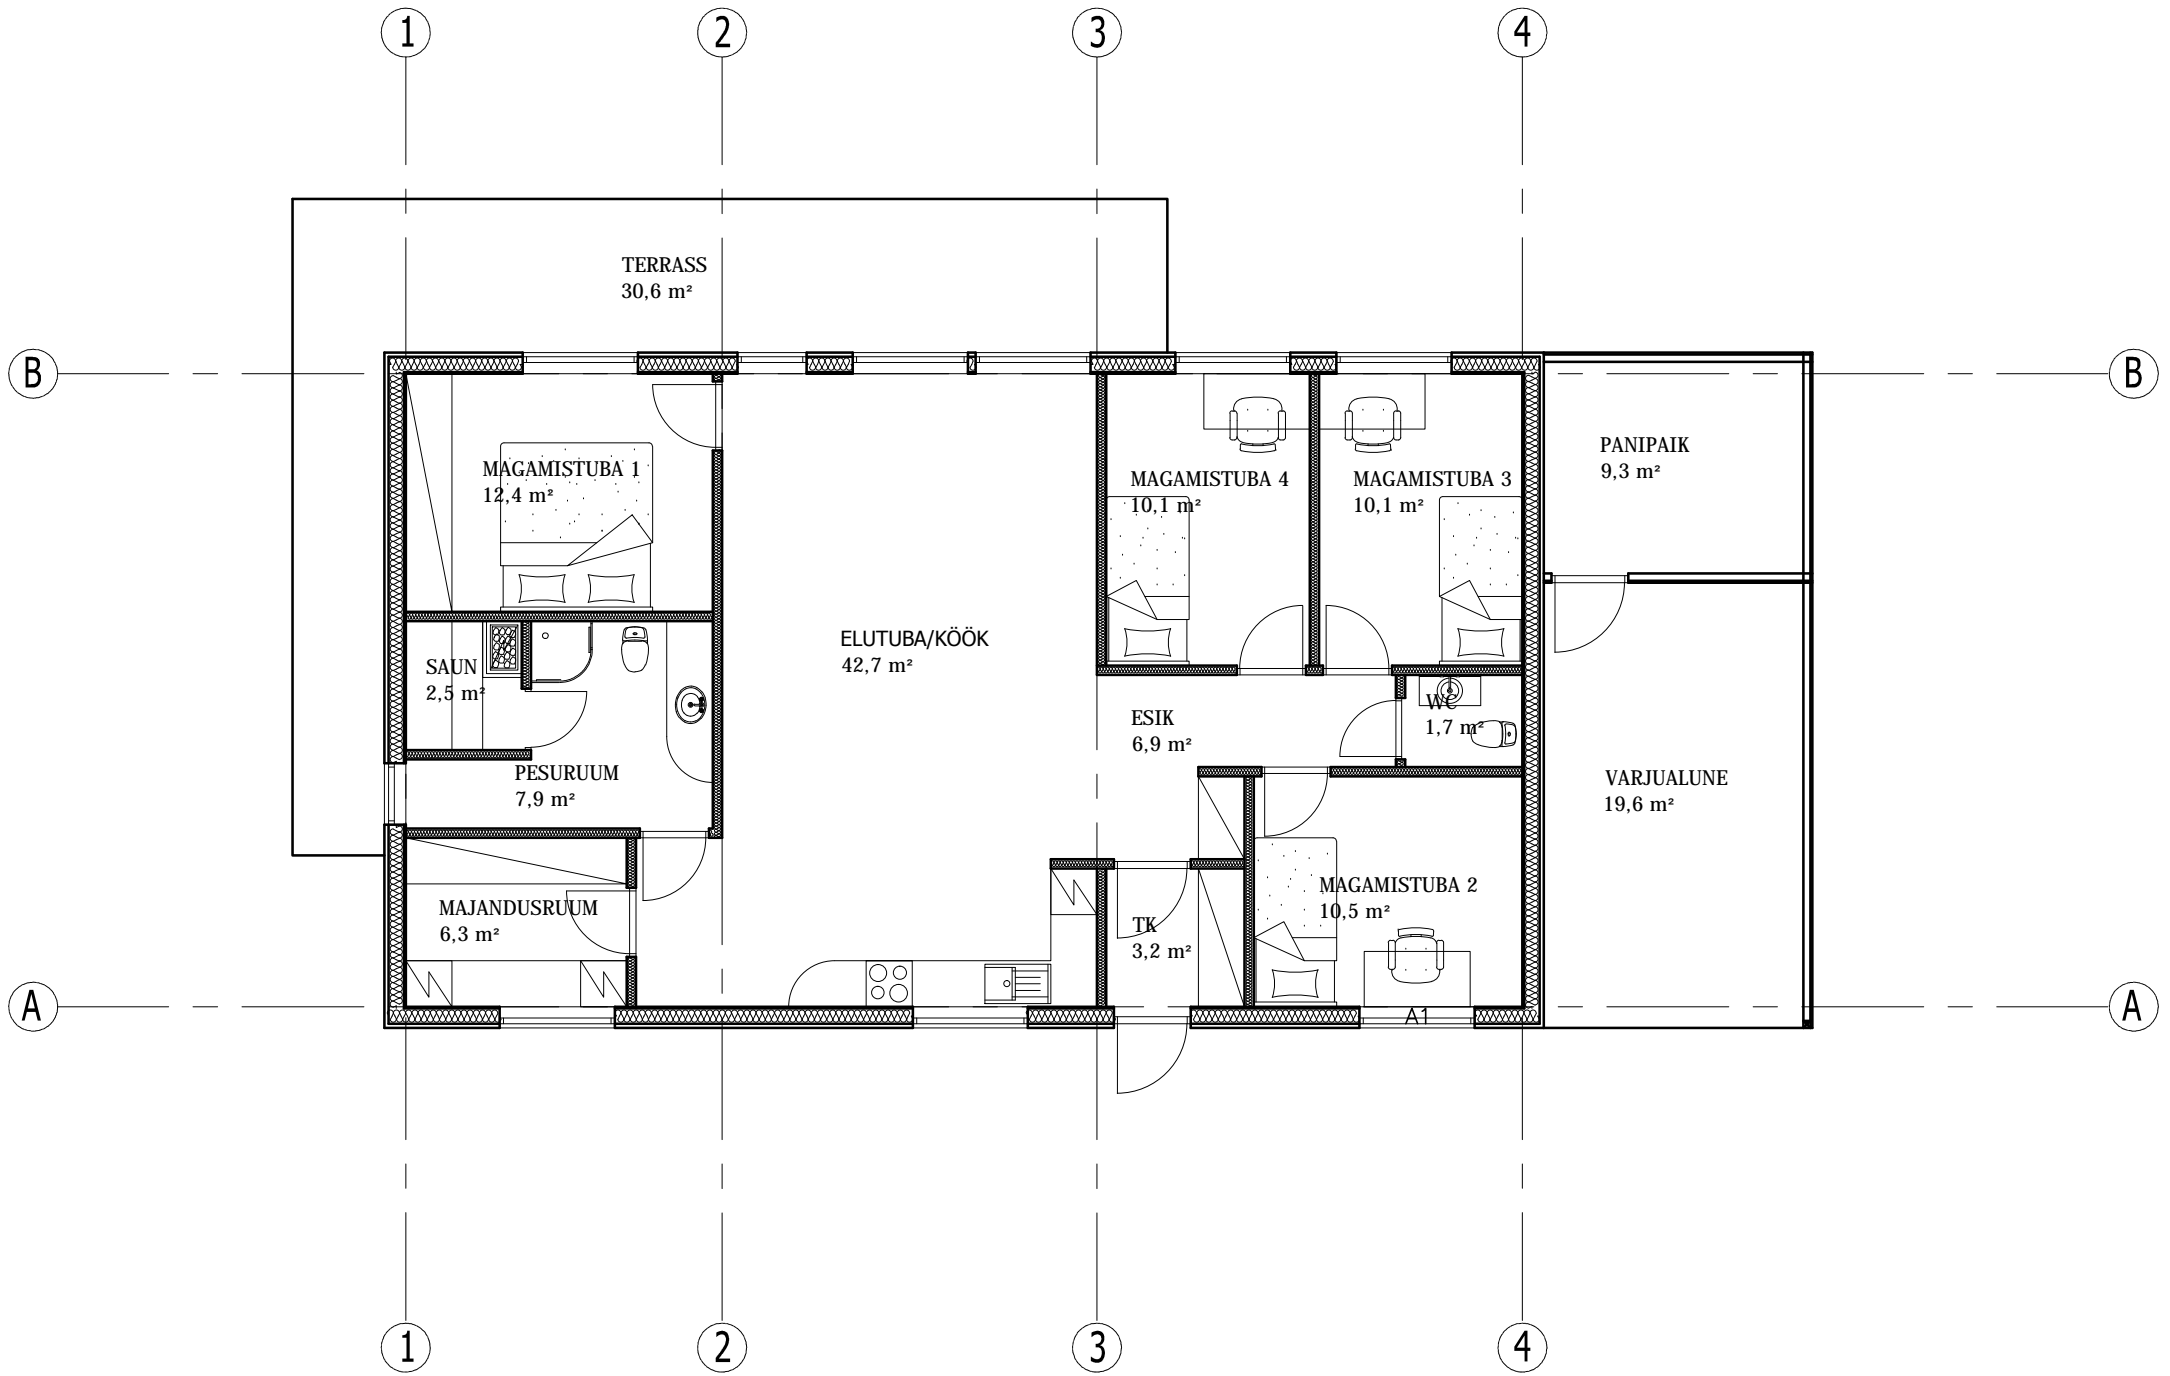 1
2
3
4
TERRASS
30,6 m²
B
B
MAGAMISTUBA 1
12,4 m²
MAGAMISTUBA 4
10,1 m²
MAGAMISTUBA 3
10,1 m²
PANIPAIK
9,3 m²
ELUTUBA/KÖÖK
42,7 m²
SAUN
2,5 m²
PESURUUM
7,9 m²
ESIK
6,9 m²
WC
1,7 m²
VARJUALUNE
19,6 m²
MAJANDUSRUUM
6,3 m²
TK
3,2 m²
MAGAMISTUBA 2
10,5 m²
A
A1
A
1
2
3
4